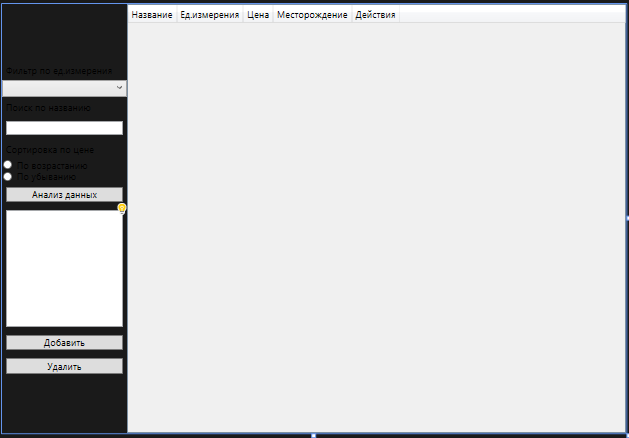 Название Ед.измерения Цена Месторождение Действия
Фильтр по ед.измерения
Поиск по названию
Сортировка по цене
По возрастанию
По убыванию
Анализ данных
Добавить
Удалить